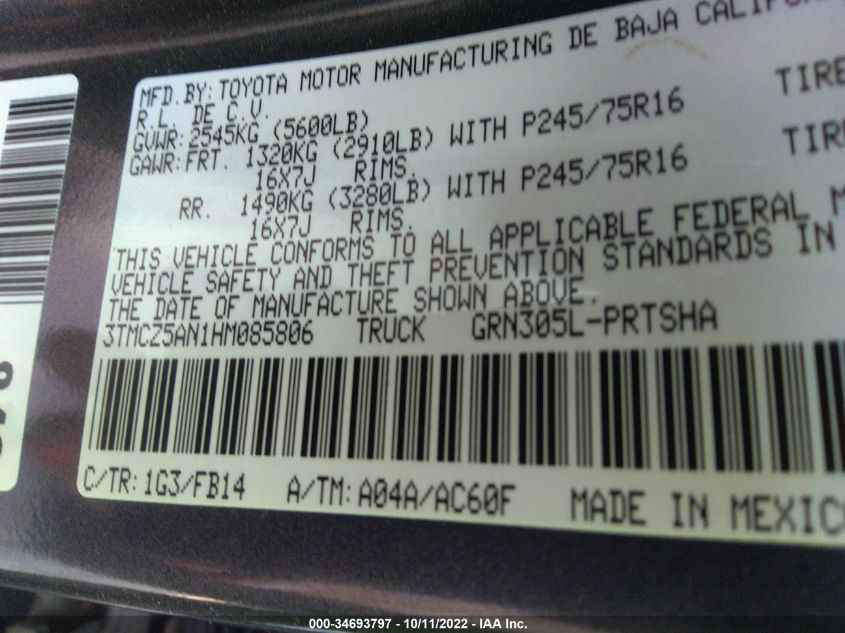 MFD.BY: TOYOTA MOTOR MANUFACTURING DE BAJA
R.L. DE C.V.
GVWR: 2545KG (5600LB)
GAWR: FRT. 1320KG (2910LB) WITH P245/75R16 TIRE
16X7J RIMS.
RR. 1490KG (3280LB) WITH P245/75R16 TIRE
16X7J RIMS.
THIS VEHICLE CONFORMS TO ALL APPLICABLE FEDERAL
VEHICLE SAFETY AND THEFT PREVENTION STANDARDS IN
THE DATE OF MANUFACTURE SHOWN ABOVE.
3TMCZ5AN1HM085806 TRUCK GRN305L-PRTSHA
C/TR: 1G3/FB14 A/TM: A04A/AC60F MADE IN MEXICO
000-34693797 - 10/11/2022 - IAA Inc.